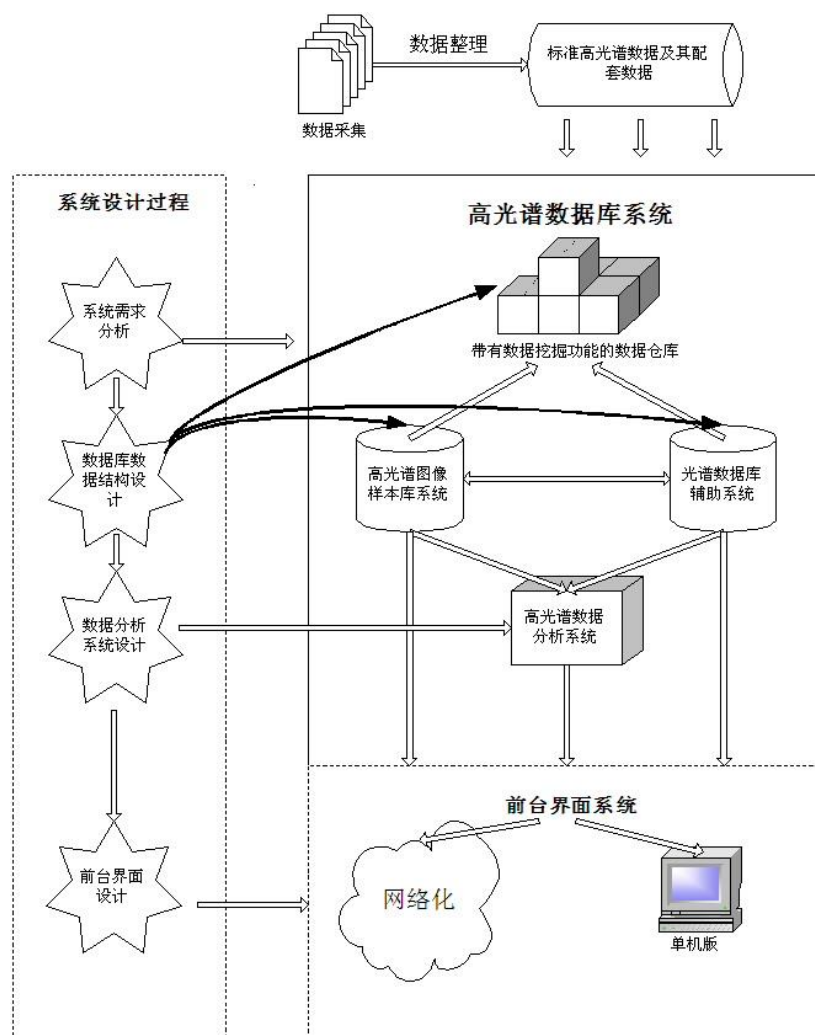 数据整理
标准高光谱数据及其配
套数据
数据采集
系统设计过程
系统需求
分析
数据库数
据结构设
计
数据分析
系统设计
前台界面
设计
高光谱数据库系统
带有数据挖掘功能的数据仓库
高光谱图像
样本库系统
光谱数据库
辅助系统
高光谱数据
分析系统
前台界面系统
网络化
单机版